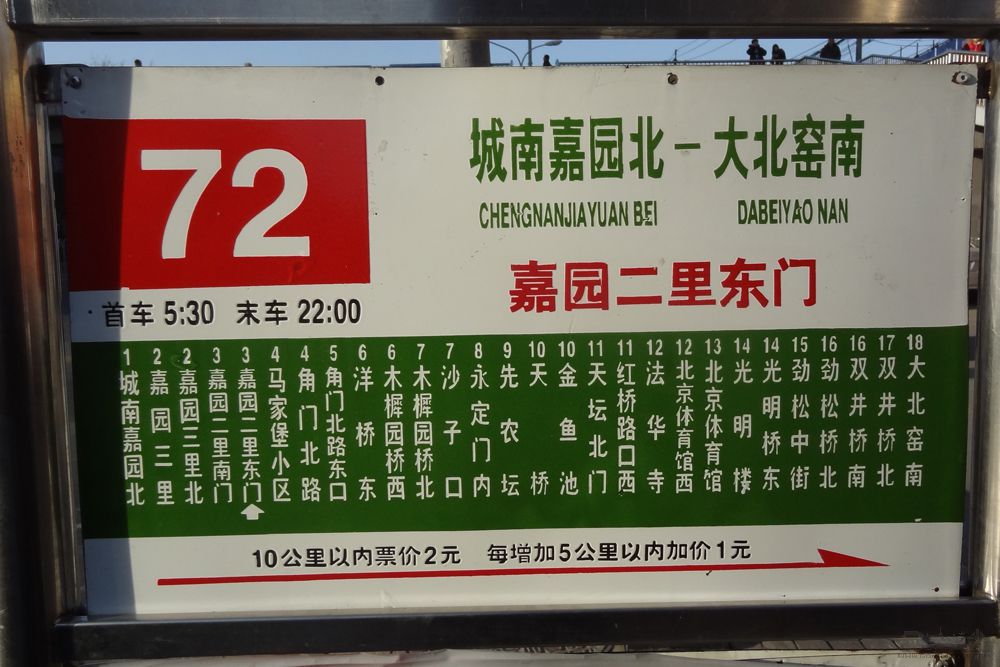 72
城南嘉园北－大北窑南
CHENGNANJIAYUAN BEI DABEIYAO NAN
嘉园二里东门
首车 5:30 末车 22:00
1 城南嘉园北
2 嘉园三里
2 嘉园三里北
3 嘉园二里南门
3 嘉园二里东门
4 马家堡小区
4 角门北路
5 角门北路东口
6 洋桥东
6 木樨园桥西
7 木樨园桥北
7 沙子口
8 永定门内
9 先农坛
10 天桥
10 金鱼池
11 天坛北门
11 红桥路口西
12 法华寺
12 北京体育馆西
13 北京体育馆
14 光明楼
14 光明桥东
15 劲松中街
16 劲松桥北
16 双井桥南
17 双井桥北
18 大北窑南
10公里以内票价2元 每增加5公里以内加价1元